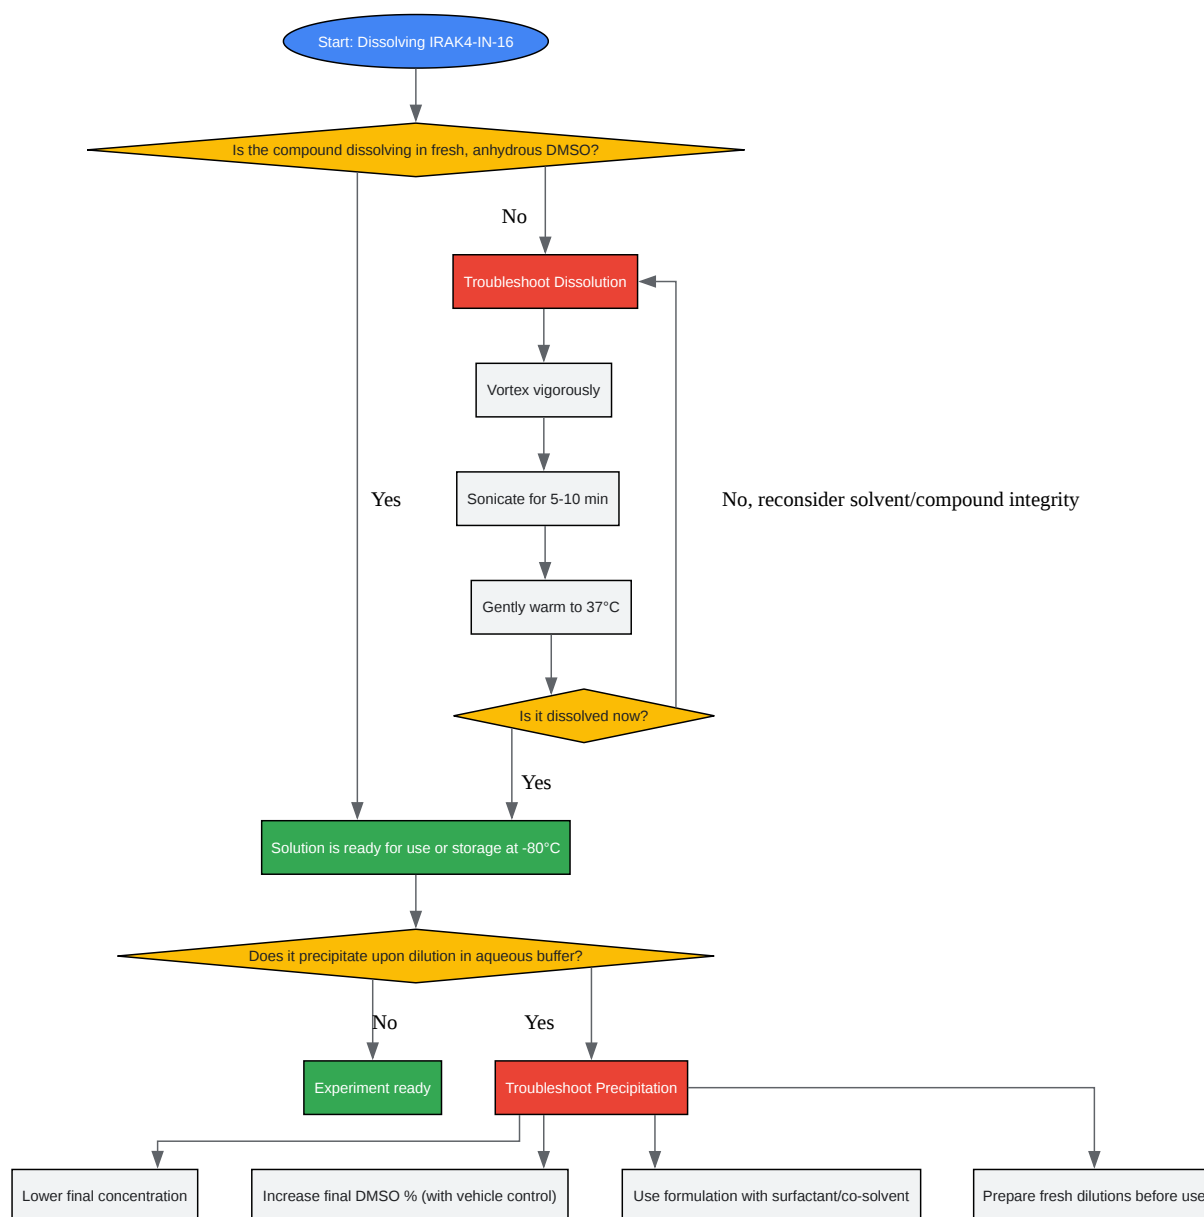 Start: Dissolving IRAK4-IN-16
Is the compound dissolving in fresh, anhydrous DMSO?
No
Troubleshoot Dissolution
Vortex vigorously
Yes
Sonicate for 5-10 min
No, reconsider solvent/compound integrity
Gently warm to 37°C
Is it dissolved now?
Yes
Solution is ready for use or storage at -80°C
Does it precipitate upon dilution in aqueous buffer?
No
Yes
Experiment ready
Troubleshoot Precipitation
Lower final concentration
Increase final DMSO % (with vehicle control)
Use formulation with surfactant/co-solvent
Prepare fresh dilutions before use